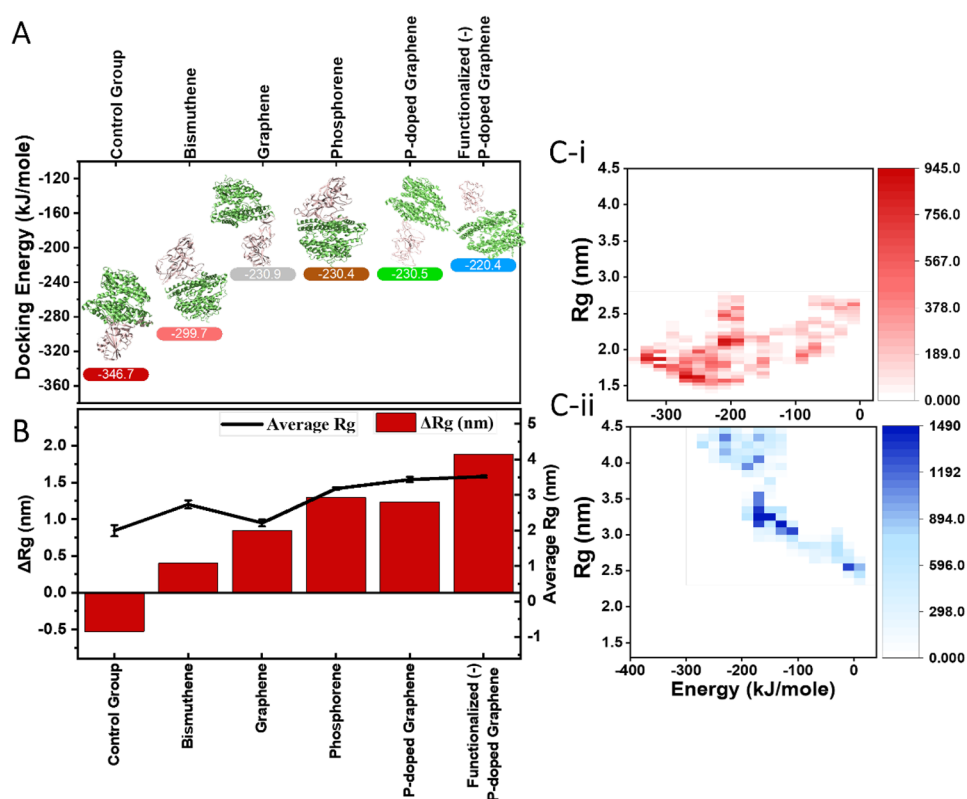 A
Control Group
Bismuthene
Graphene
Phosphorene
P-doped Graphene
Functionalized (-)
P-doped Graphene
Docking Energy (kJ/mole)
-120
-160
-200
-240
-280
-320
-360
-346.7
-299.7
-230.9
-230.4
-230.5
-220.4
B
Average Rg
ΔRg (nm)
ΔRg (nm)
2.0
1.5
1.0
0.5
0.0
-0.5
Average Rg (nm)
5
4
3
2
1
0
-1
Control Group
Bismuthene
Graphene
Phosphorene
P-doped Graphene
Functionalized (-)
P-doped Graphene
C-i
Rg (nm)
4.5
4.0
3.5
3.0
2.5
2.0
1.5
-300
-200
-100
0
945.0
756.0
567.0
378.0
189.0
0.000
C-ii
Rg (nm)
4.5
4.0
3.5
3.0
2.5
2.0
1.5
-400
-300
-200
-100
0
Energy (kJ/mole)
1490
1192
894.0
596.0
298.0
0.000